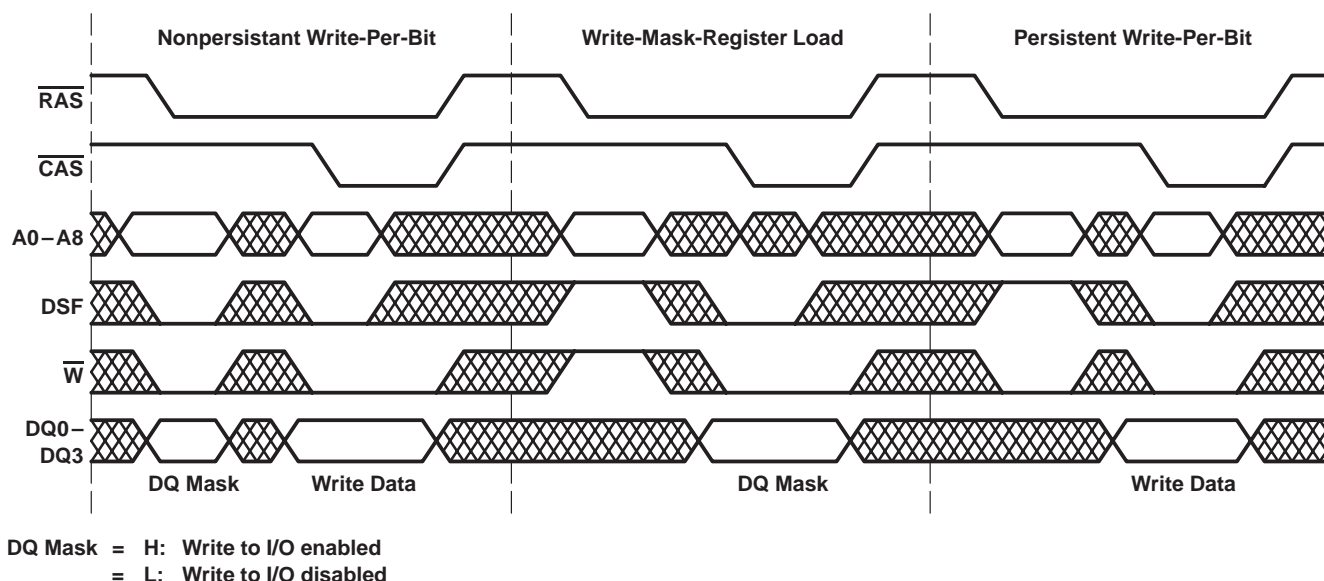 Nonpersistant Write-Per-Bit Write-Mask-Register Load Persistent Write-Per-Bit
RAS
CAS
A0–A8
DSF
W
DQ0–
DQ3
DQ Mask Write Data DQ Mask Write Data
DQ Mask = H: Write to I/O enabled
= L: Write to I/O disabled